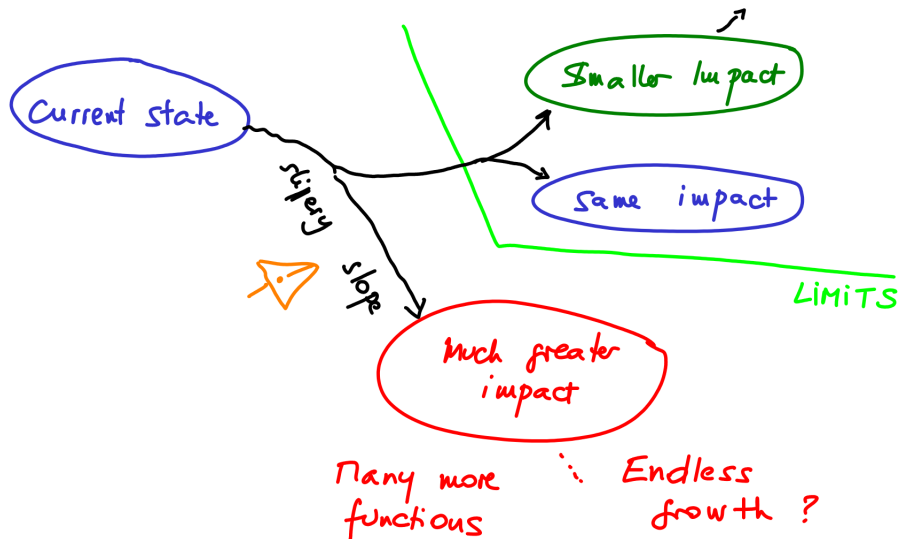 Current state
Smaller Impact
same impact
slipery
slope
LiMiTS
Much greater
impact
Many more
functions
Endless
growth ?